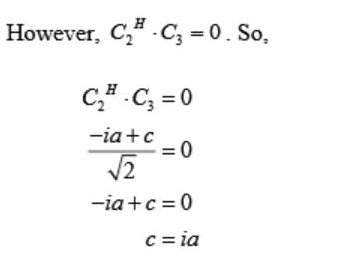 However, C₂ᴴ · C₃ = 0. So,
C₂ᴴ · C₃ = 0
(-ia + c)/√2 = 0
-ia + c = 0
c = ia